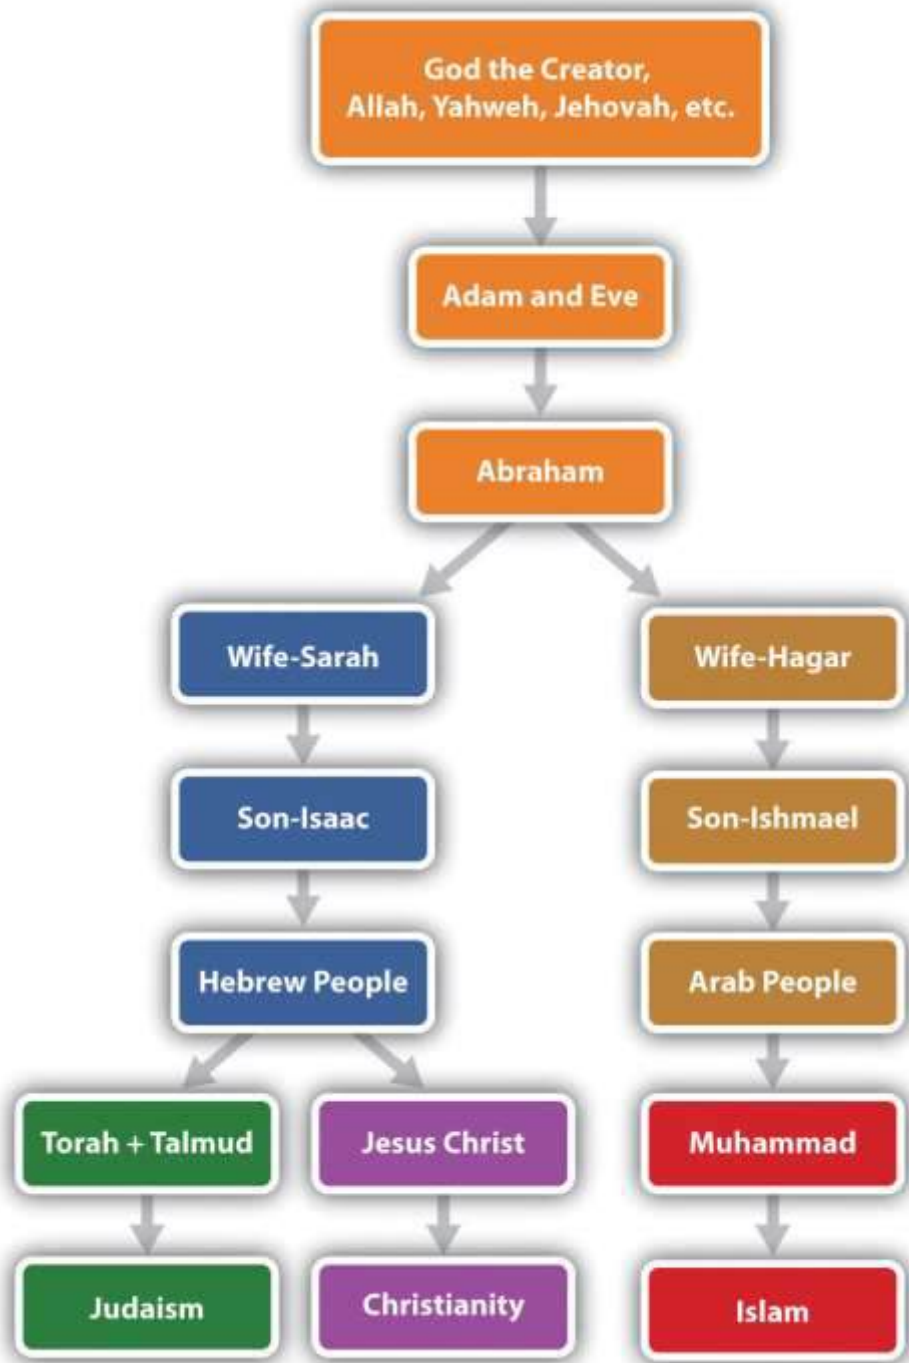 God the Creator,
Allah, Yahweh, Jehovah, etc.
Adam and Eve
Abraham
Wife-Sarah
Wife-Hagar
Son-Isaac
Son-Ishmael
Hebrew People
Arab People
Torah + Talmud
Jesus Christ
Muhammad
Judaism
Christianity
Islam